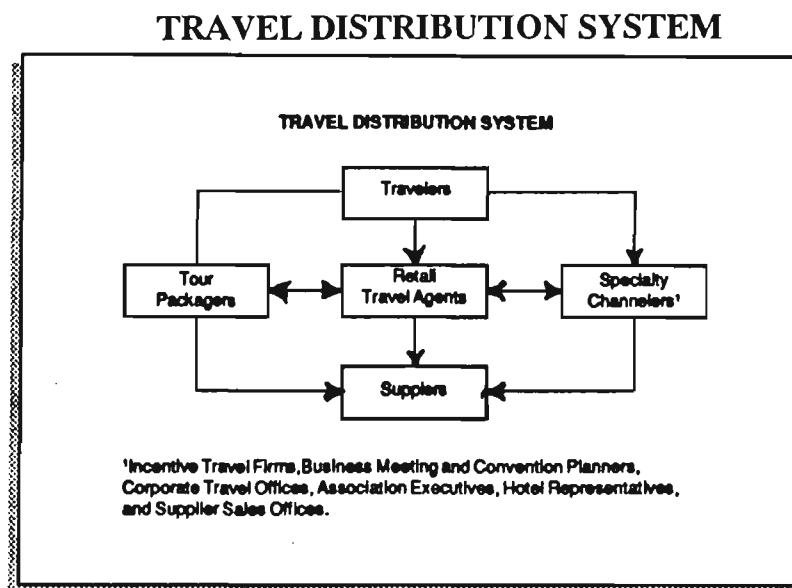 TRAVEL DISTRIBUTION SYSTEM
TRAVEL DISTRIBUTION SYSTEM
Travelers
Tour
Packagers
Retail
Travel Agents
Specialty
Channelers¹
Suppliers
¹Incentive Travel Firms, Business Meeting and Convention Planners,
Corporate Travel Offices, Association Executives, Hotel Representatives,
and Supplier Sales Offices.